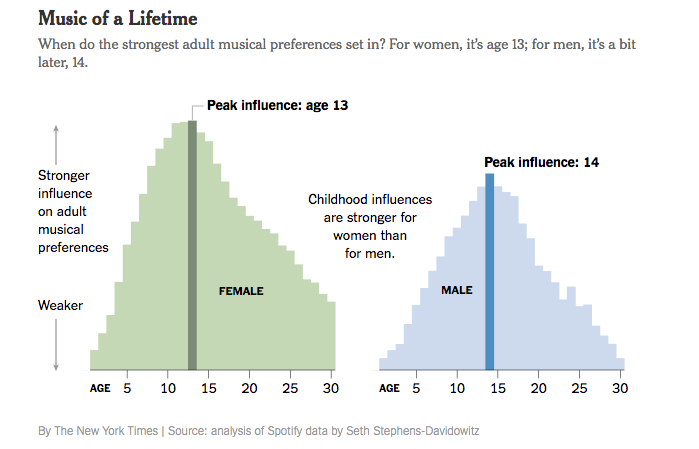 Music of a Lifetime
When do the strongest adult musical preferences set in? For women, it's age 13; for men, it's a bit
later, 14.
Peak influence: age 13
Stronger
influence
on adult
musical
preferences
Weaker
FEMALE
AGE 5 10 15 20 25 30
Childhood influences
are stronger for
women than
for men.
Peak influence: 14
MALE
AGE 5 10 15 20 25 30
By The New York Times | Source: analysis of Spotify data by Seth Stephens-Davidowitz